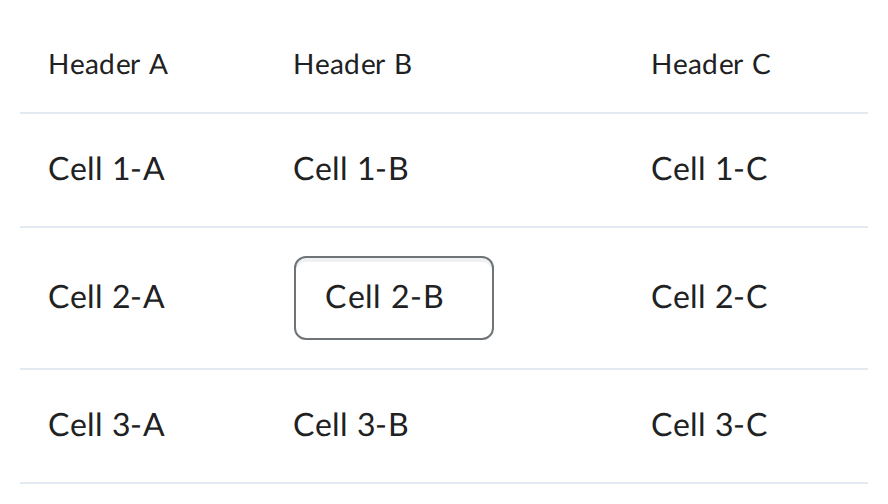 Header A Header B Header C
Cell 1-A Cell 1-B Cell 1-C
Cell 2-A Cell 2-B Cell 2-C
Cell 3-A Cell 3-B Cell 3-C